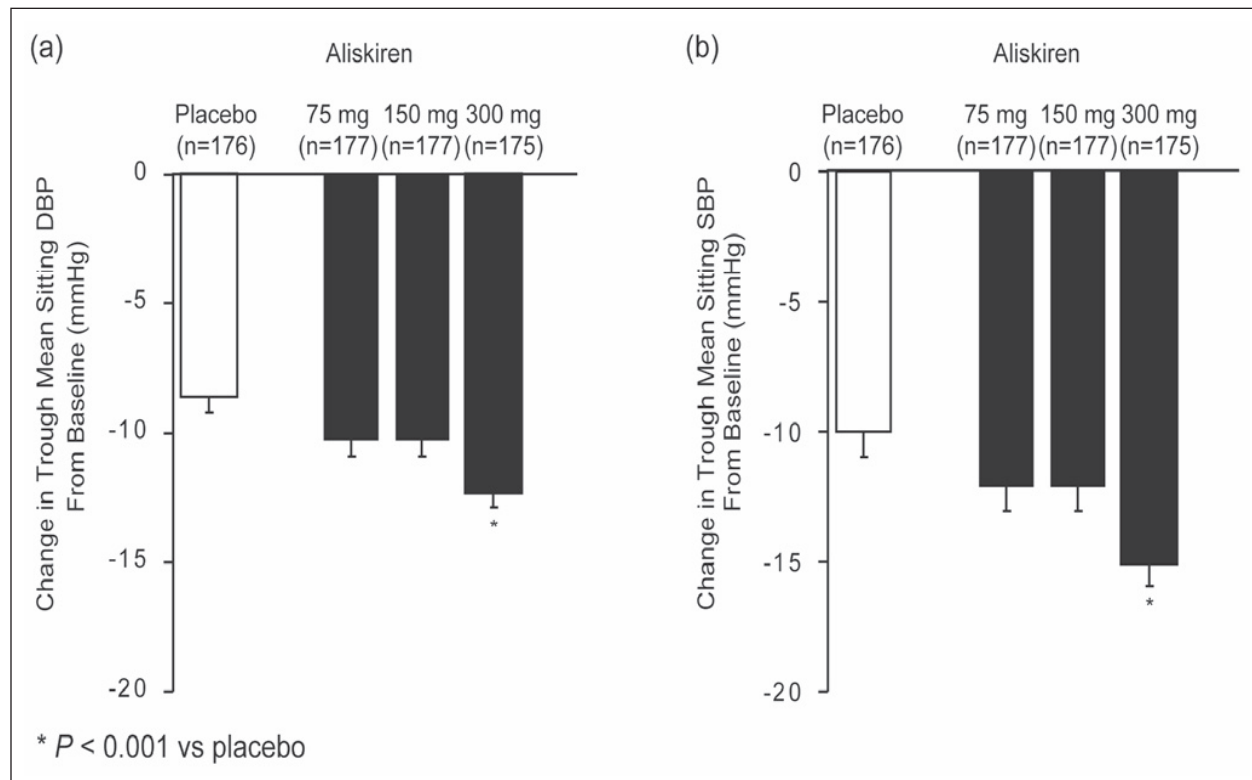 (a)
Aliskiren
Placebo 75 mg 150 mg 300 mg
(n=176) (n=177) (n=177) (n=175)
0
-5
-10
-15
-20
Change in Trough Mean Sitting DBP
From Baseline (mmHg)
*
(b)
Aliskiren
Placebo 75 mg 150 mg 300 mg
(n=176) (n=177) (n=177) (n=175)
0
-5
-10
-15
-20
Change in Trough Mean Sitting SBP
From Baseline (mmHg)
*
* P < 0.001 vs placebo